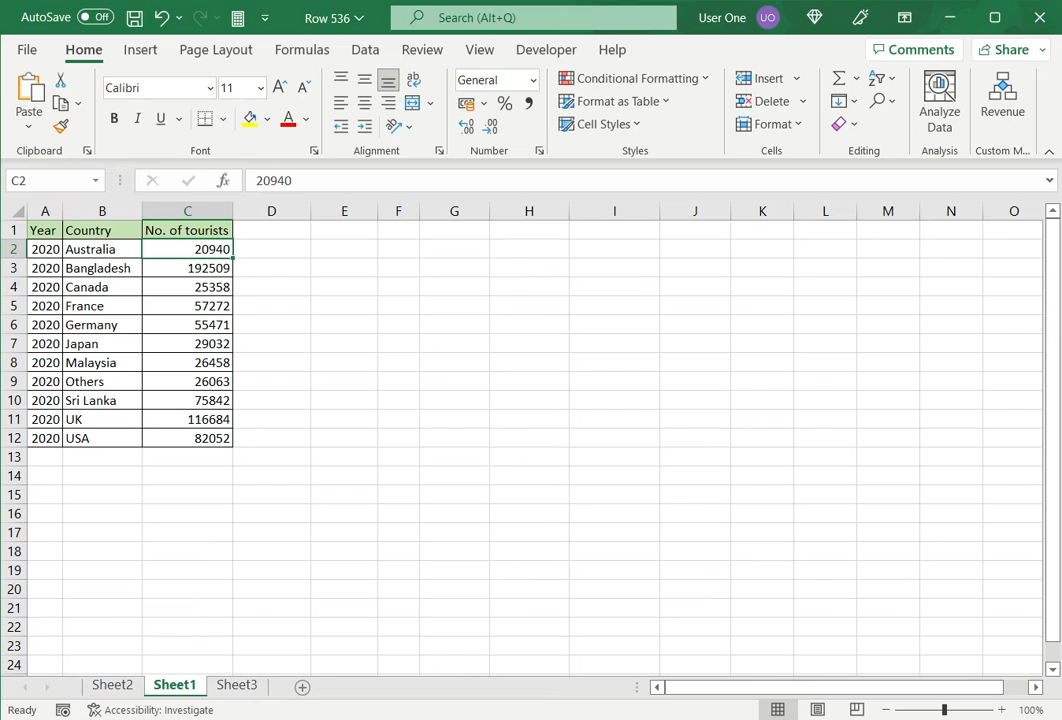 AutoSave Off Row 536 Search (Alt+Q) User One UO
File Home Insert Page Layout Formulas Data Review View Developer Help Comments Share
Paste Calibri 11 General Conditional Formatting Insert
Format as Table Delete Analyze Data Revenue
B I U A Cell Styles Format
Clipboard Font Alignment Number Styles Cells Editing Analysis Custom M...
C2 fx 20940
A B C D E F G H I J K L M N O
1 Year Country No. of tourists
2 2020 Australia 20940
3 2020 Bangladesh 192509
4 2020 Canada 25358
5 2020 France 57272
6 2020 Germany 55471
7 2020 Japan 29032
8 2020 Malaysia 26458
9 2020 Others 26063
10 2020 Sri Lanka 75842
11 2020 UK 116684
12 2020 USA 82052
13
14
15
16
17
18
19
20
21
22
23
24
Sheet2 Sheet1 Sheet3
Ready Accessibility: Investigate 100%